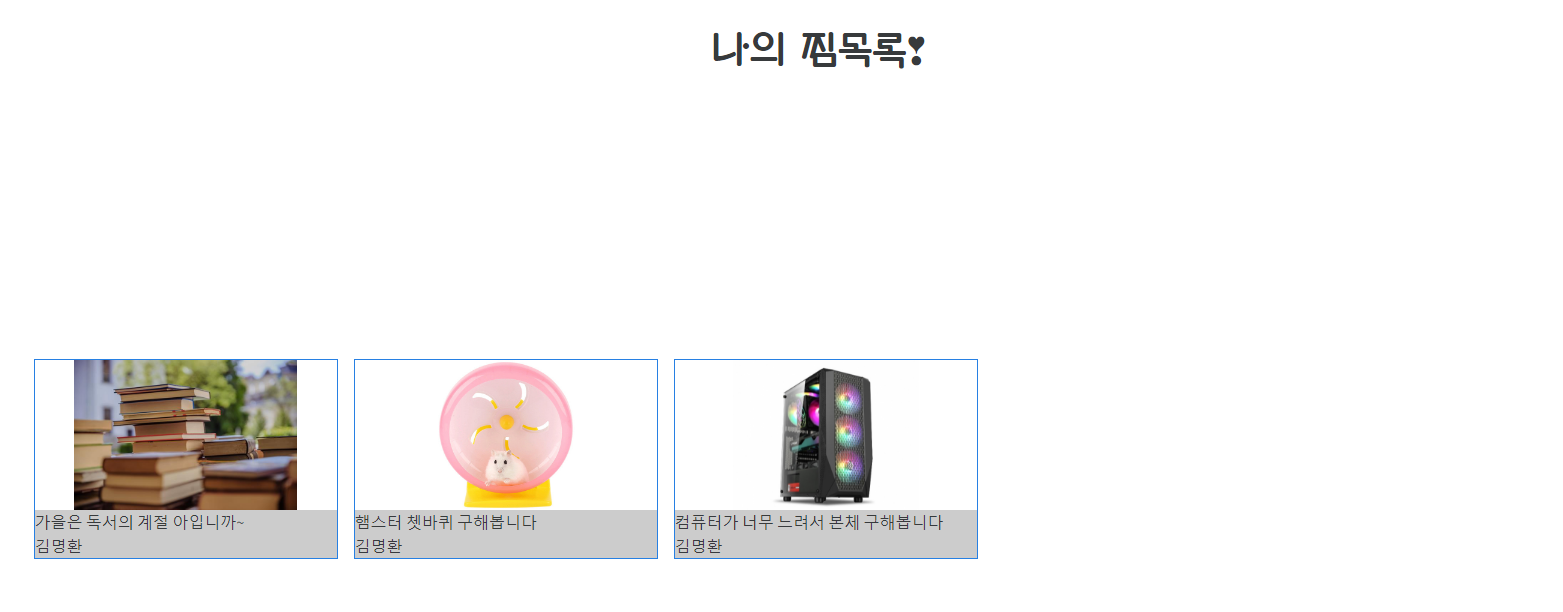 나의 찜목록❣
가을은 독서의 계절 아입니까~
김명환
햄스터 쳇바퀴 구해봅니다
김명환
컴퓨터가 너무 느려서 본체 구해봅니다
김명환